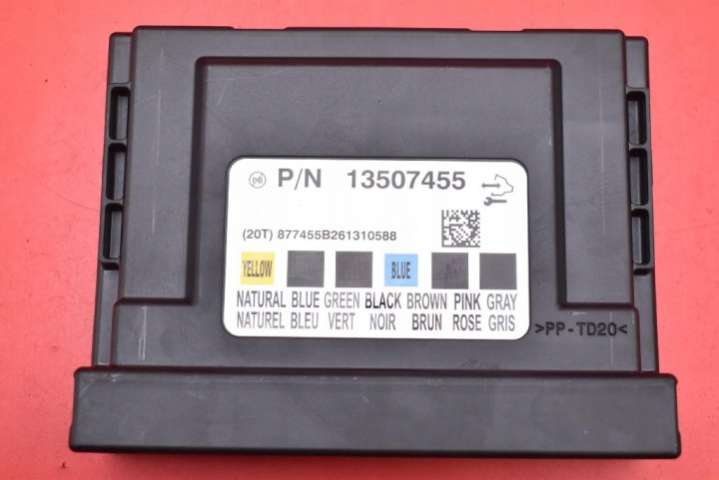 P/N 13507455
(20T) 877455B261310588
YELLOW BLUE
NATURAL BLUE GREEN BLACK BROWN PINK GRAY
NATUREL BLEU VERT NOIR BRUN ROSE GRIS
>PP-TD20<